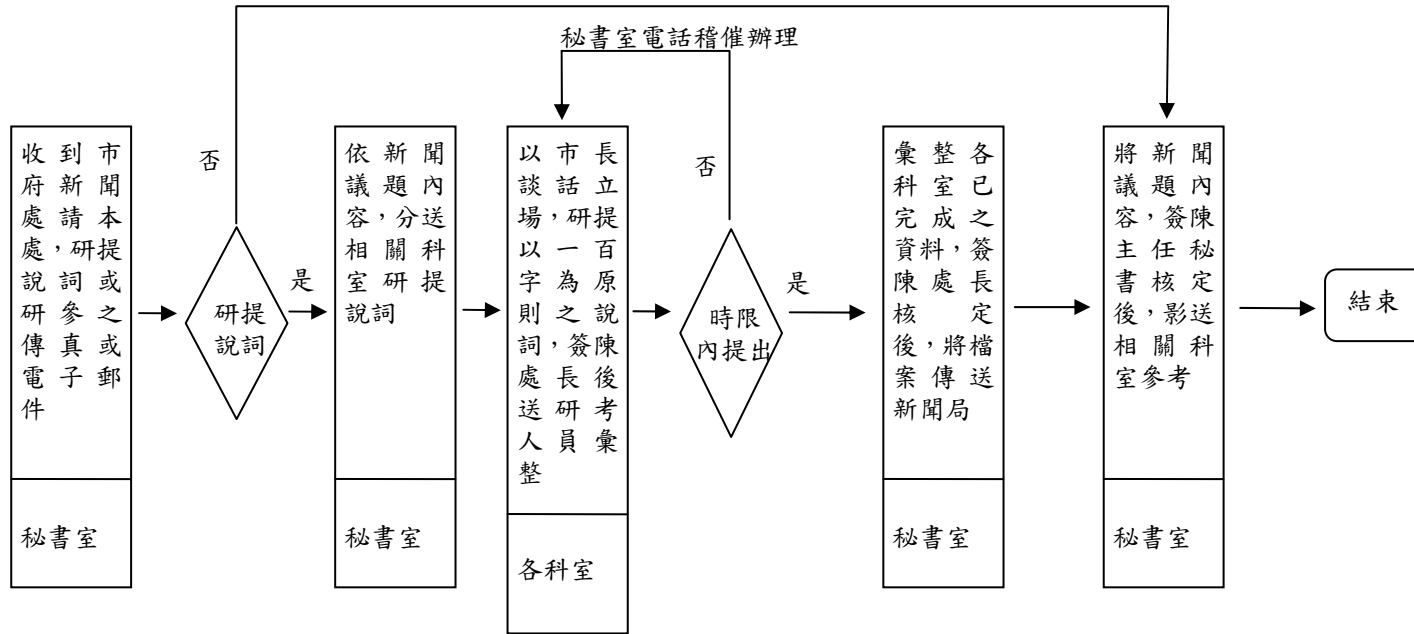 秘書室電話稽催辦理
收到市
府新聞
處請本
處，研提
說詞或
研參之
傳真或
電子郵
件
秘書室
否
研提
說詞
是
依新聞
議題內
容，分送
相關科
室研提
說詞
秘書室
以市長
談話立
場，研提
以一百
字為原
則之說
詞，簽陳
處長後
送研考
人員彙
整
各科室
否
時限
內提出
是
彙整各
科室已
完成之
資料，簽
陳處長
核定
後，將檔
案傳送
新聞局
秘書室
將新聞
議題內
容，簽陳
主任秘
書核定
後，影送
相關科
室參考
秘書室
結束